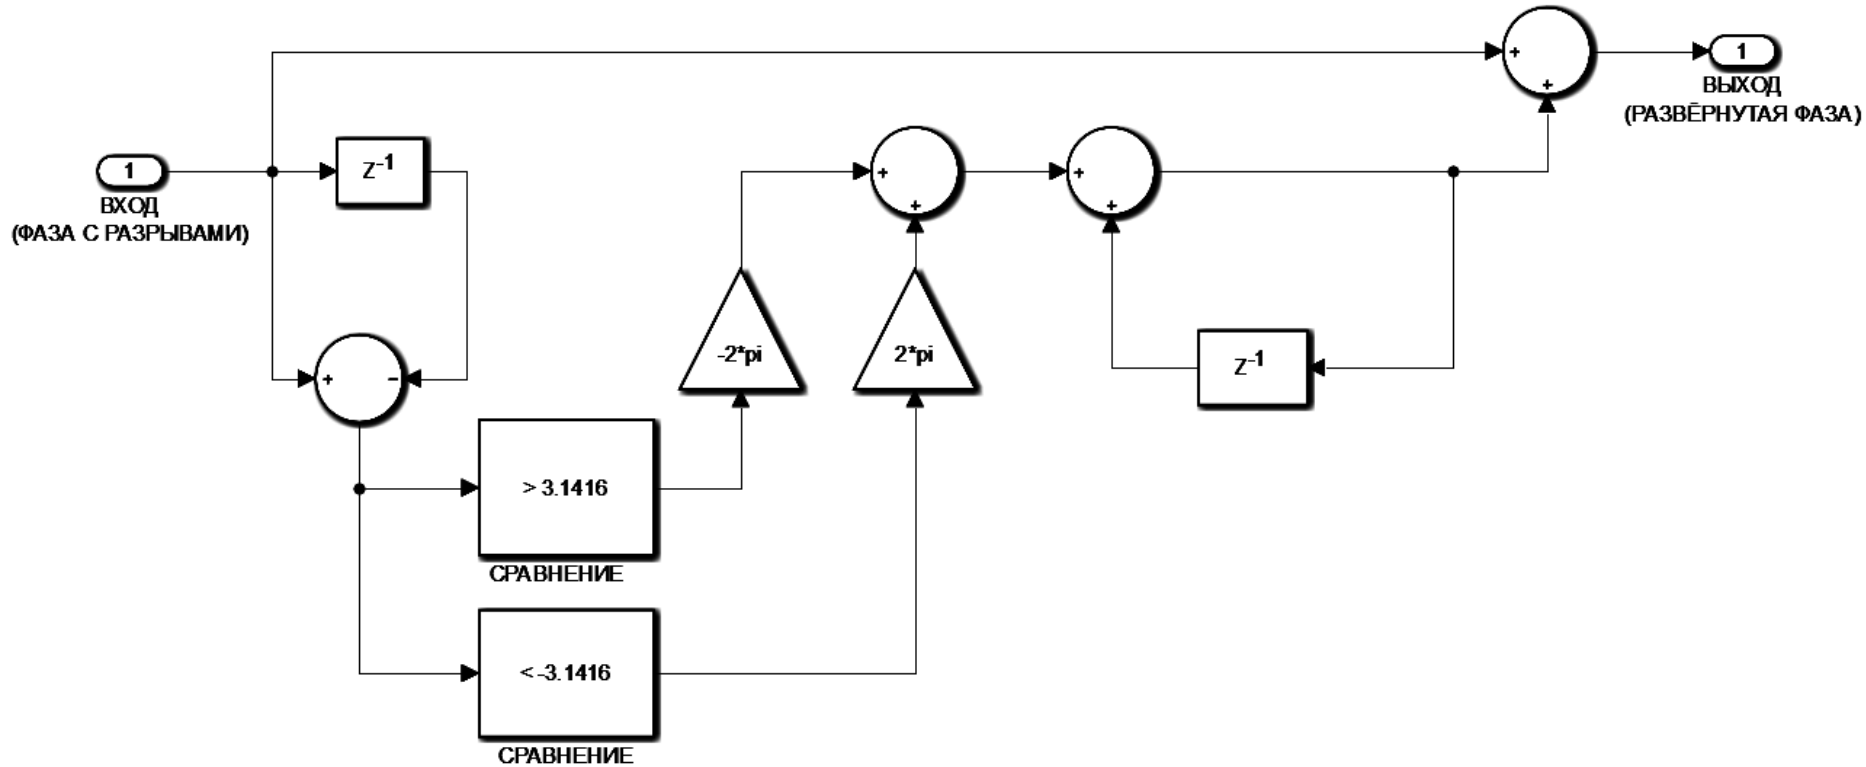 1
ВЫХОД
(РАЗВЁРНУТАЯ ФАЗА)
+
+
1
ВХОД
(ФАЗА С РАЗРЫВАМИ)
Z-1
+
+
+
+
-2*pi
2*pi
Z-1
+
-
> 3.1416
СРАВНЕНИЕ
< -3.1416
СРАВНЕНИЕ